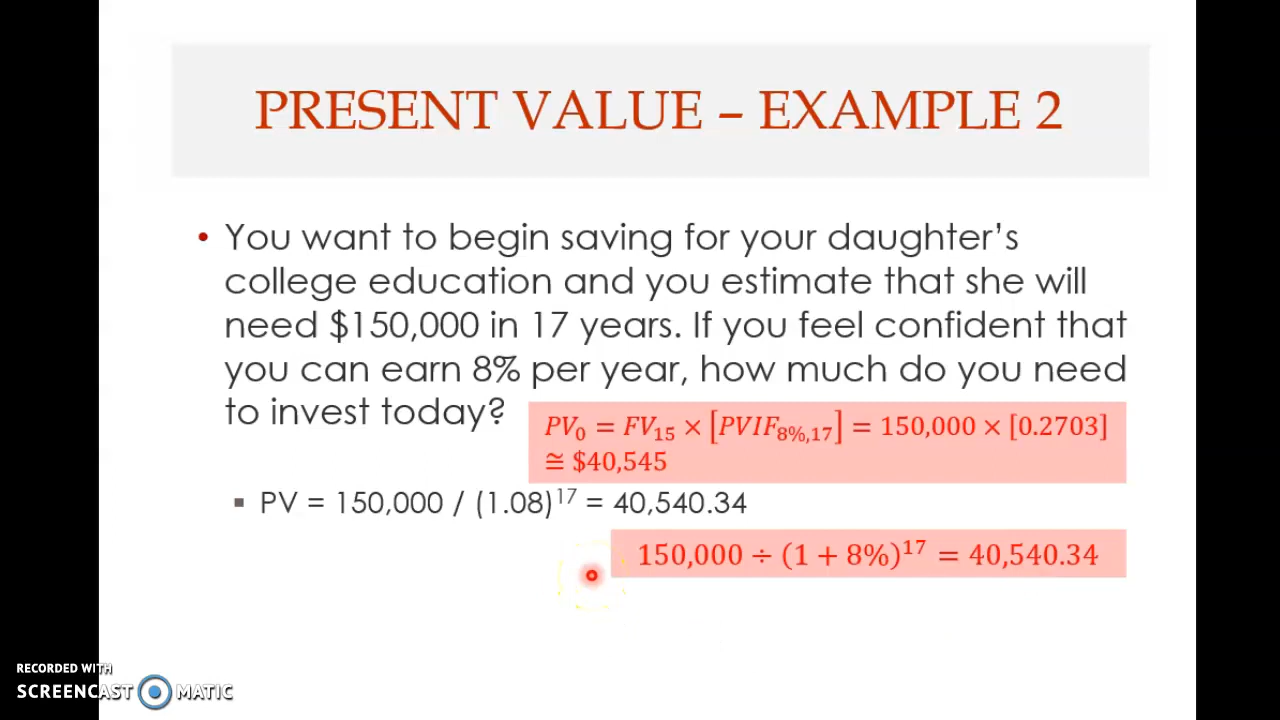 PRESENT VALUE – EXAMPLE 2
• You want to begin saving for your daughter’s
college education and you estimate that she will
need $150,000 in 17 years. If you feel confident that
you can earn 8% per year, how much do you need
to invest today?
PV₀ = FV₁₅ × [PVIF₈%,₁₇] = 150,000 × [0.2703]
≅ $40,545
▪ PV = 150,000 / (1.08)¹⁷ = 40,540.34
150,000 ÷ (1 + 8%)¹⁷ = 40,540.34
RECORDED WITH
SCREENCAST MATIC